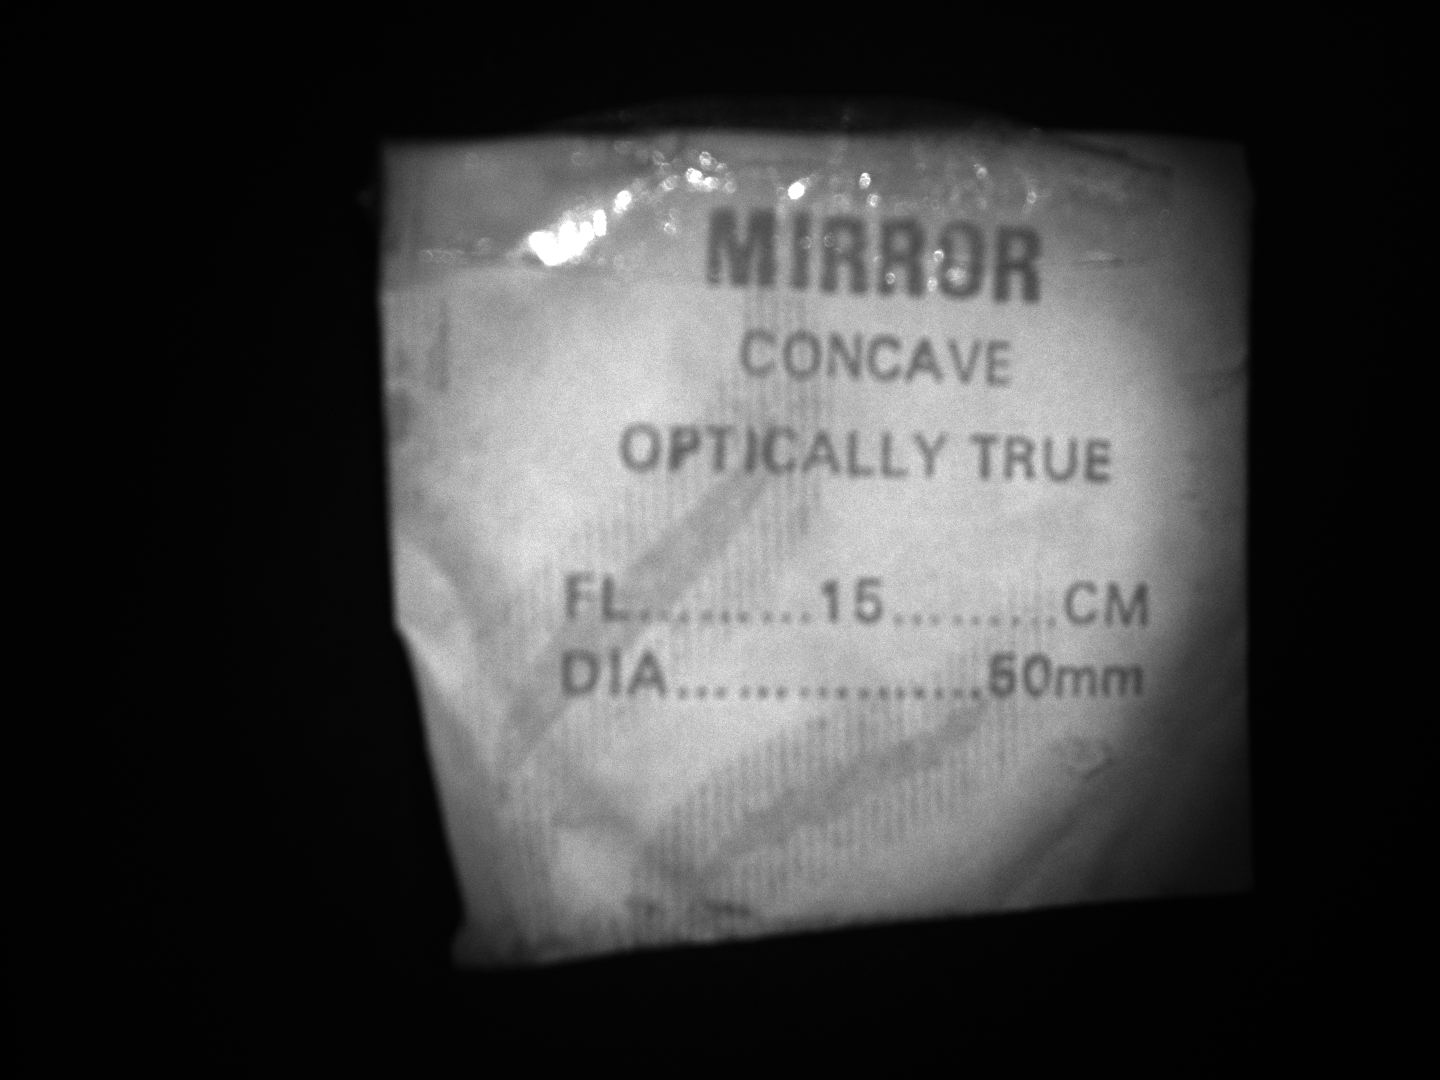 MIRROR
CONCAVE
OPTICALLY TRUE
FL.........15.........CM
DIA.................50mm